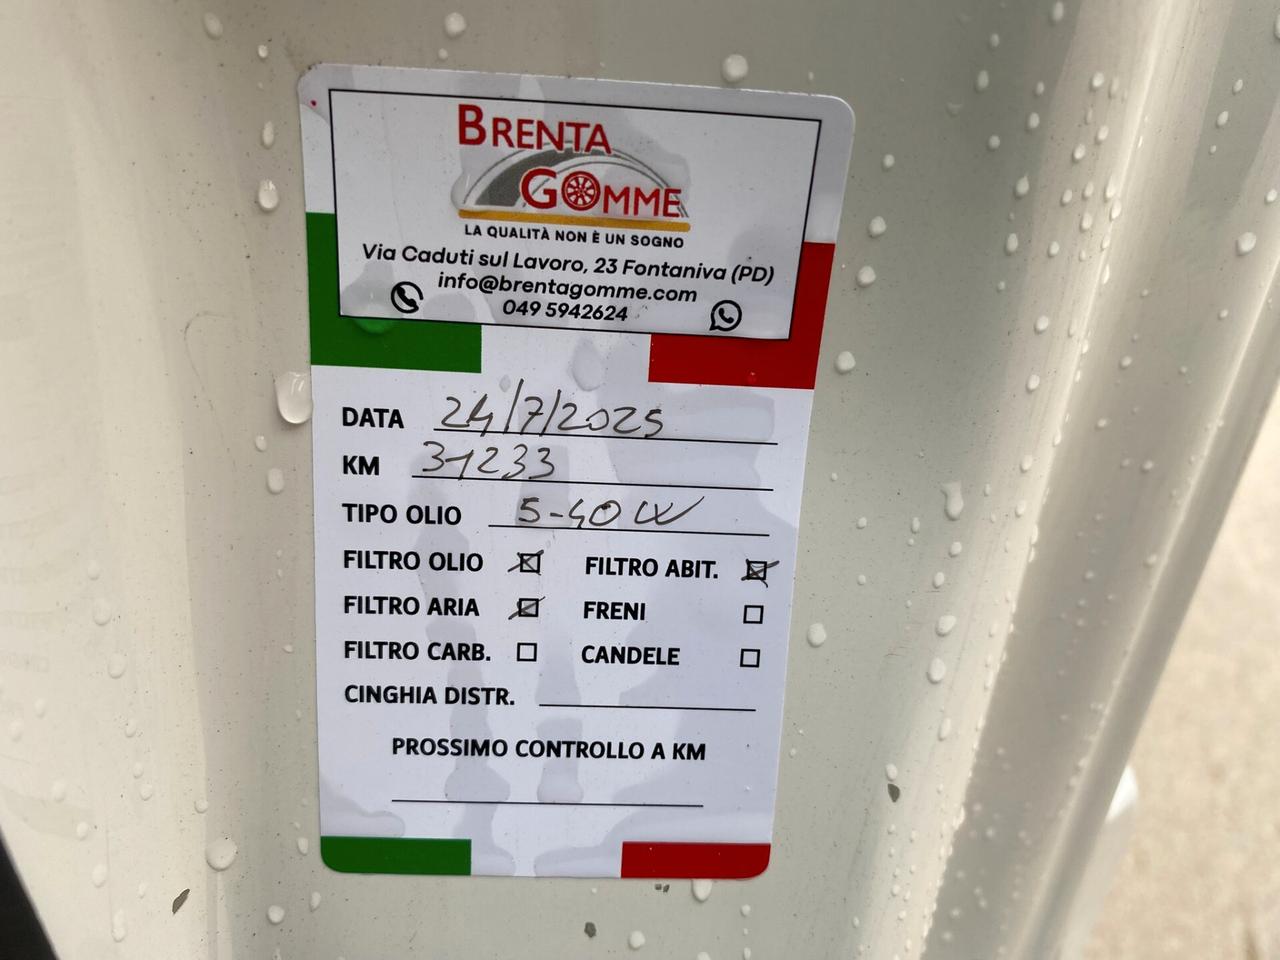 BRENTA
GOMME
LA QUALITÀ NON È UN SOGNO
Via Caduti sul Lavoro, 23 Fontaniva (PD)
info@brentagomme.com
049 5942624
DATA 24/7/2025
KM 31233
TIPO OLIO 5-40 W
FILTRO OLIO FILTRO ABIT.
FILTRO ARIA FRENI
FILTRO CARB. CANDELE
CINGHIA DISTR.
PROSSIMO CONTROLLO A KM